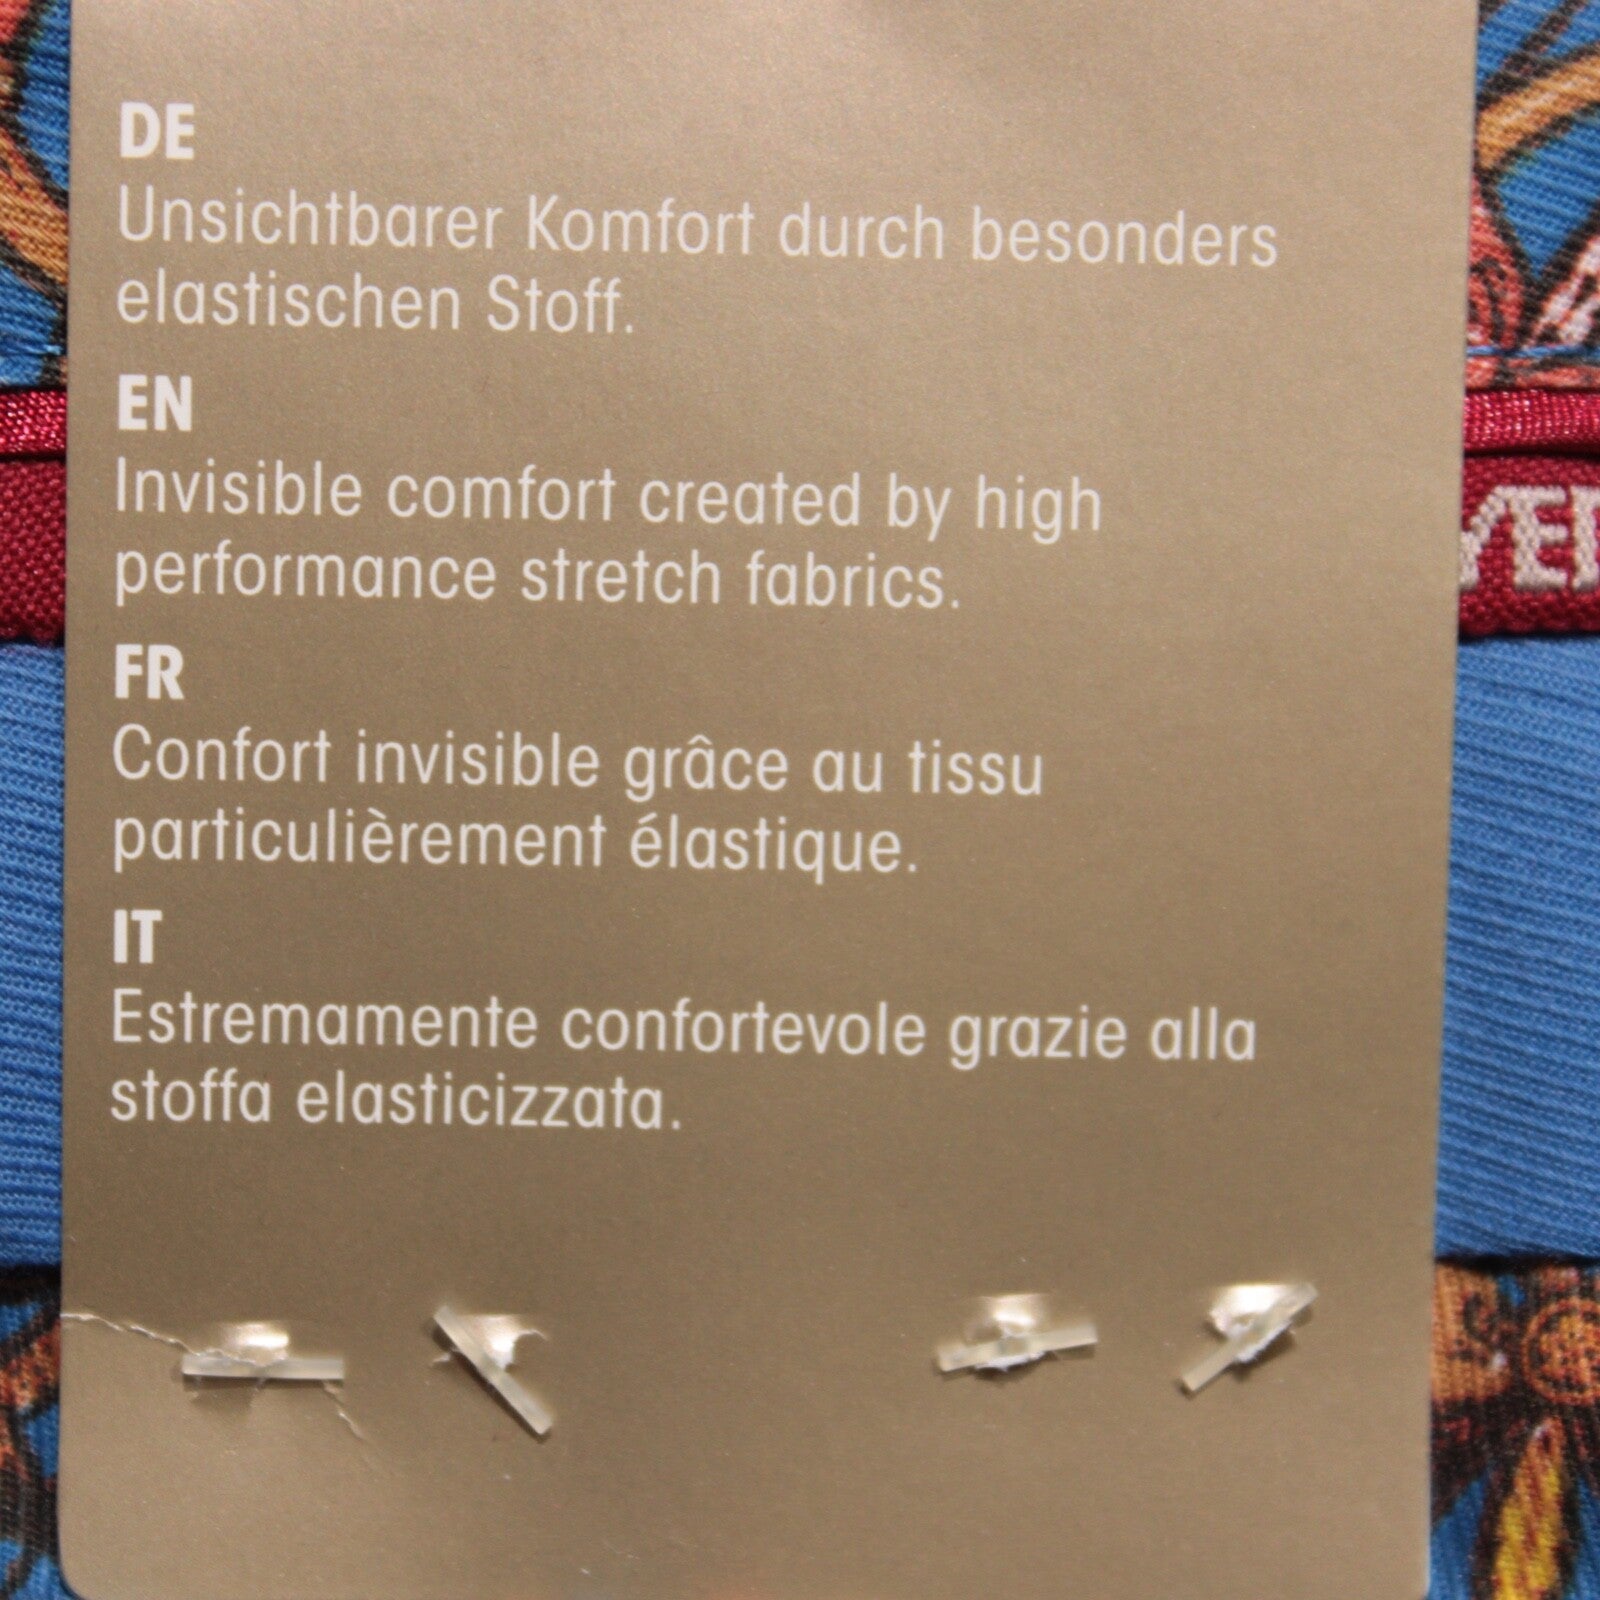 DE
Unsichtbarer Komfort durch besonders
elastischen Stoff.
EN
Invisible comfort created by high
performance stretch fabrics.
FR
Confort invisible grâce au tissu
particulièrement élastique.
IT
Estremamente confortevole grazie alla
stoffa elasticizzata.